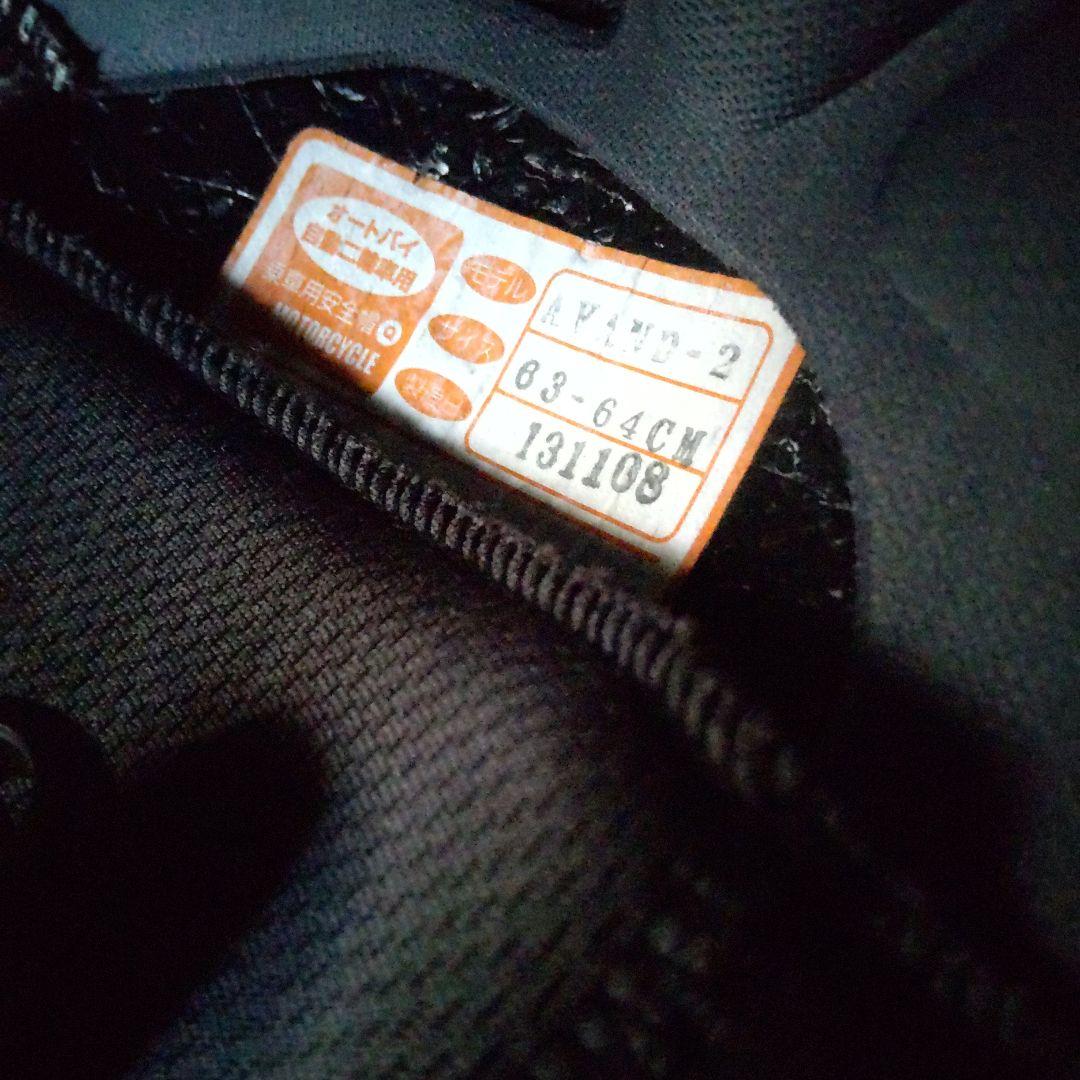 オートバイ
自動二輪車用
乗車用安全帽Q
MOTORCYCLE
モデル
AVAND-2
サイズ
63-64CM
131108